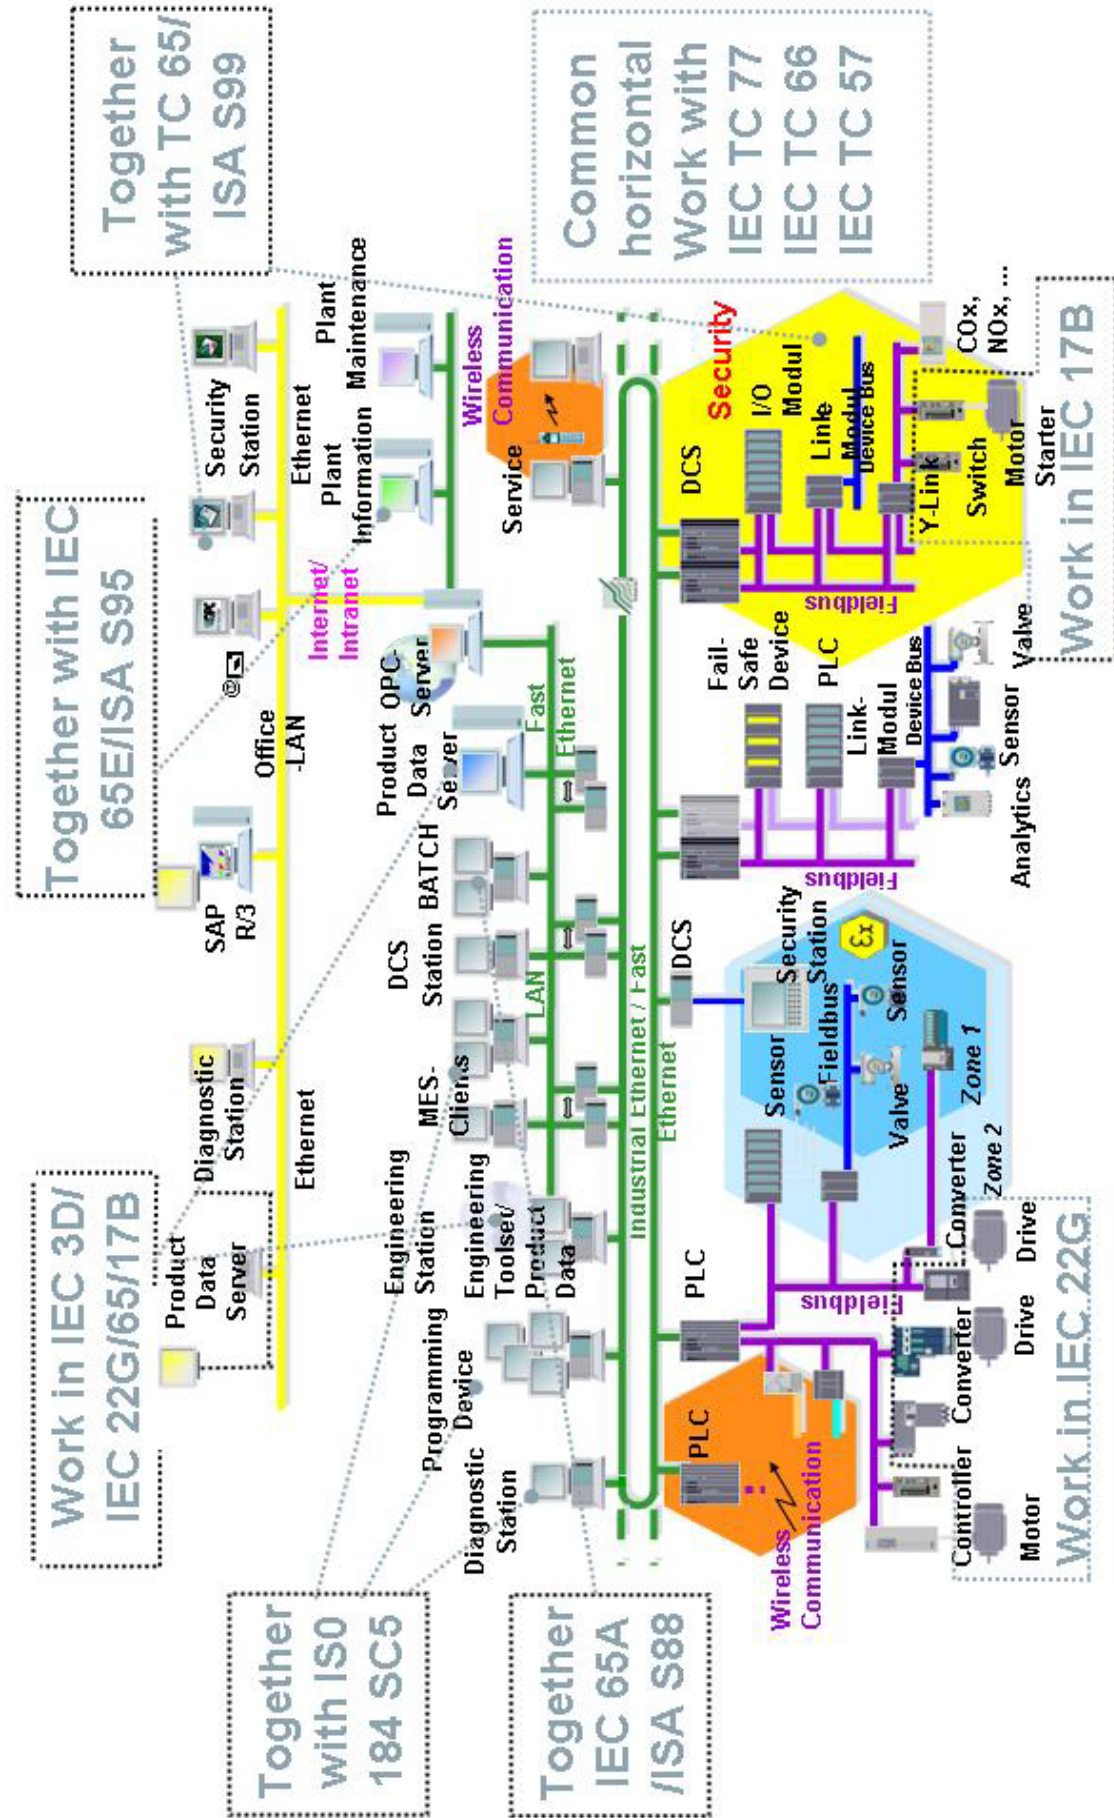 Work in IEC 3D/
IEC 22G/65/17B
Together with IEC
65E/ISA S95
Together
with TC 65/
ISA S99
Together
with IS0
184 SC5
Together
IEC 65A
/ISA S88
Common
horizontal
Work with
IEC TC 77
IEC TC 66
IEC TC 57
Work in IEC 22G
Work in IEC 17B
Product
Data
Server
Diagnostic
Station
Ethernet
SAP
R/3
Office
-LAN
@
Internet/
Intranet
Security
Station
Ethernet
Plant
Information
Plant
Maintenance
Diagnostic
Station
Programming
Device
Engineering
Station
Engineering
Toolset/
Product
Data
MES-
Clients
DCS
Station
LAN
BATCH
Product
Data
Server
OPC-
Server
Fast
Ethernet
Service
Wireless
Communication
Industrial Ethernet / Fast
Ethernet
PLC
Wireless
Communication
PLC
Fieldbus
Controller
Motor
Converter
Drive
Converter
Drive
Sensor
Fieldbus
Valve
Sensor
Zone 1
Zone 2
Ex
DCS
Security
Station
Fieldbus
Fail-
Safe
Device
PLC
Link-
Modul
Device Bus
Analytics
Sensor
Valve
Security
DCS
Fieldbus
I/O
Modul
Link-
Modul
Device Bus
Y-Link
Switch
Motor
Starter
COx,
NOx, ...